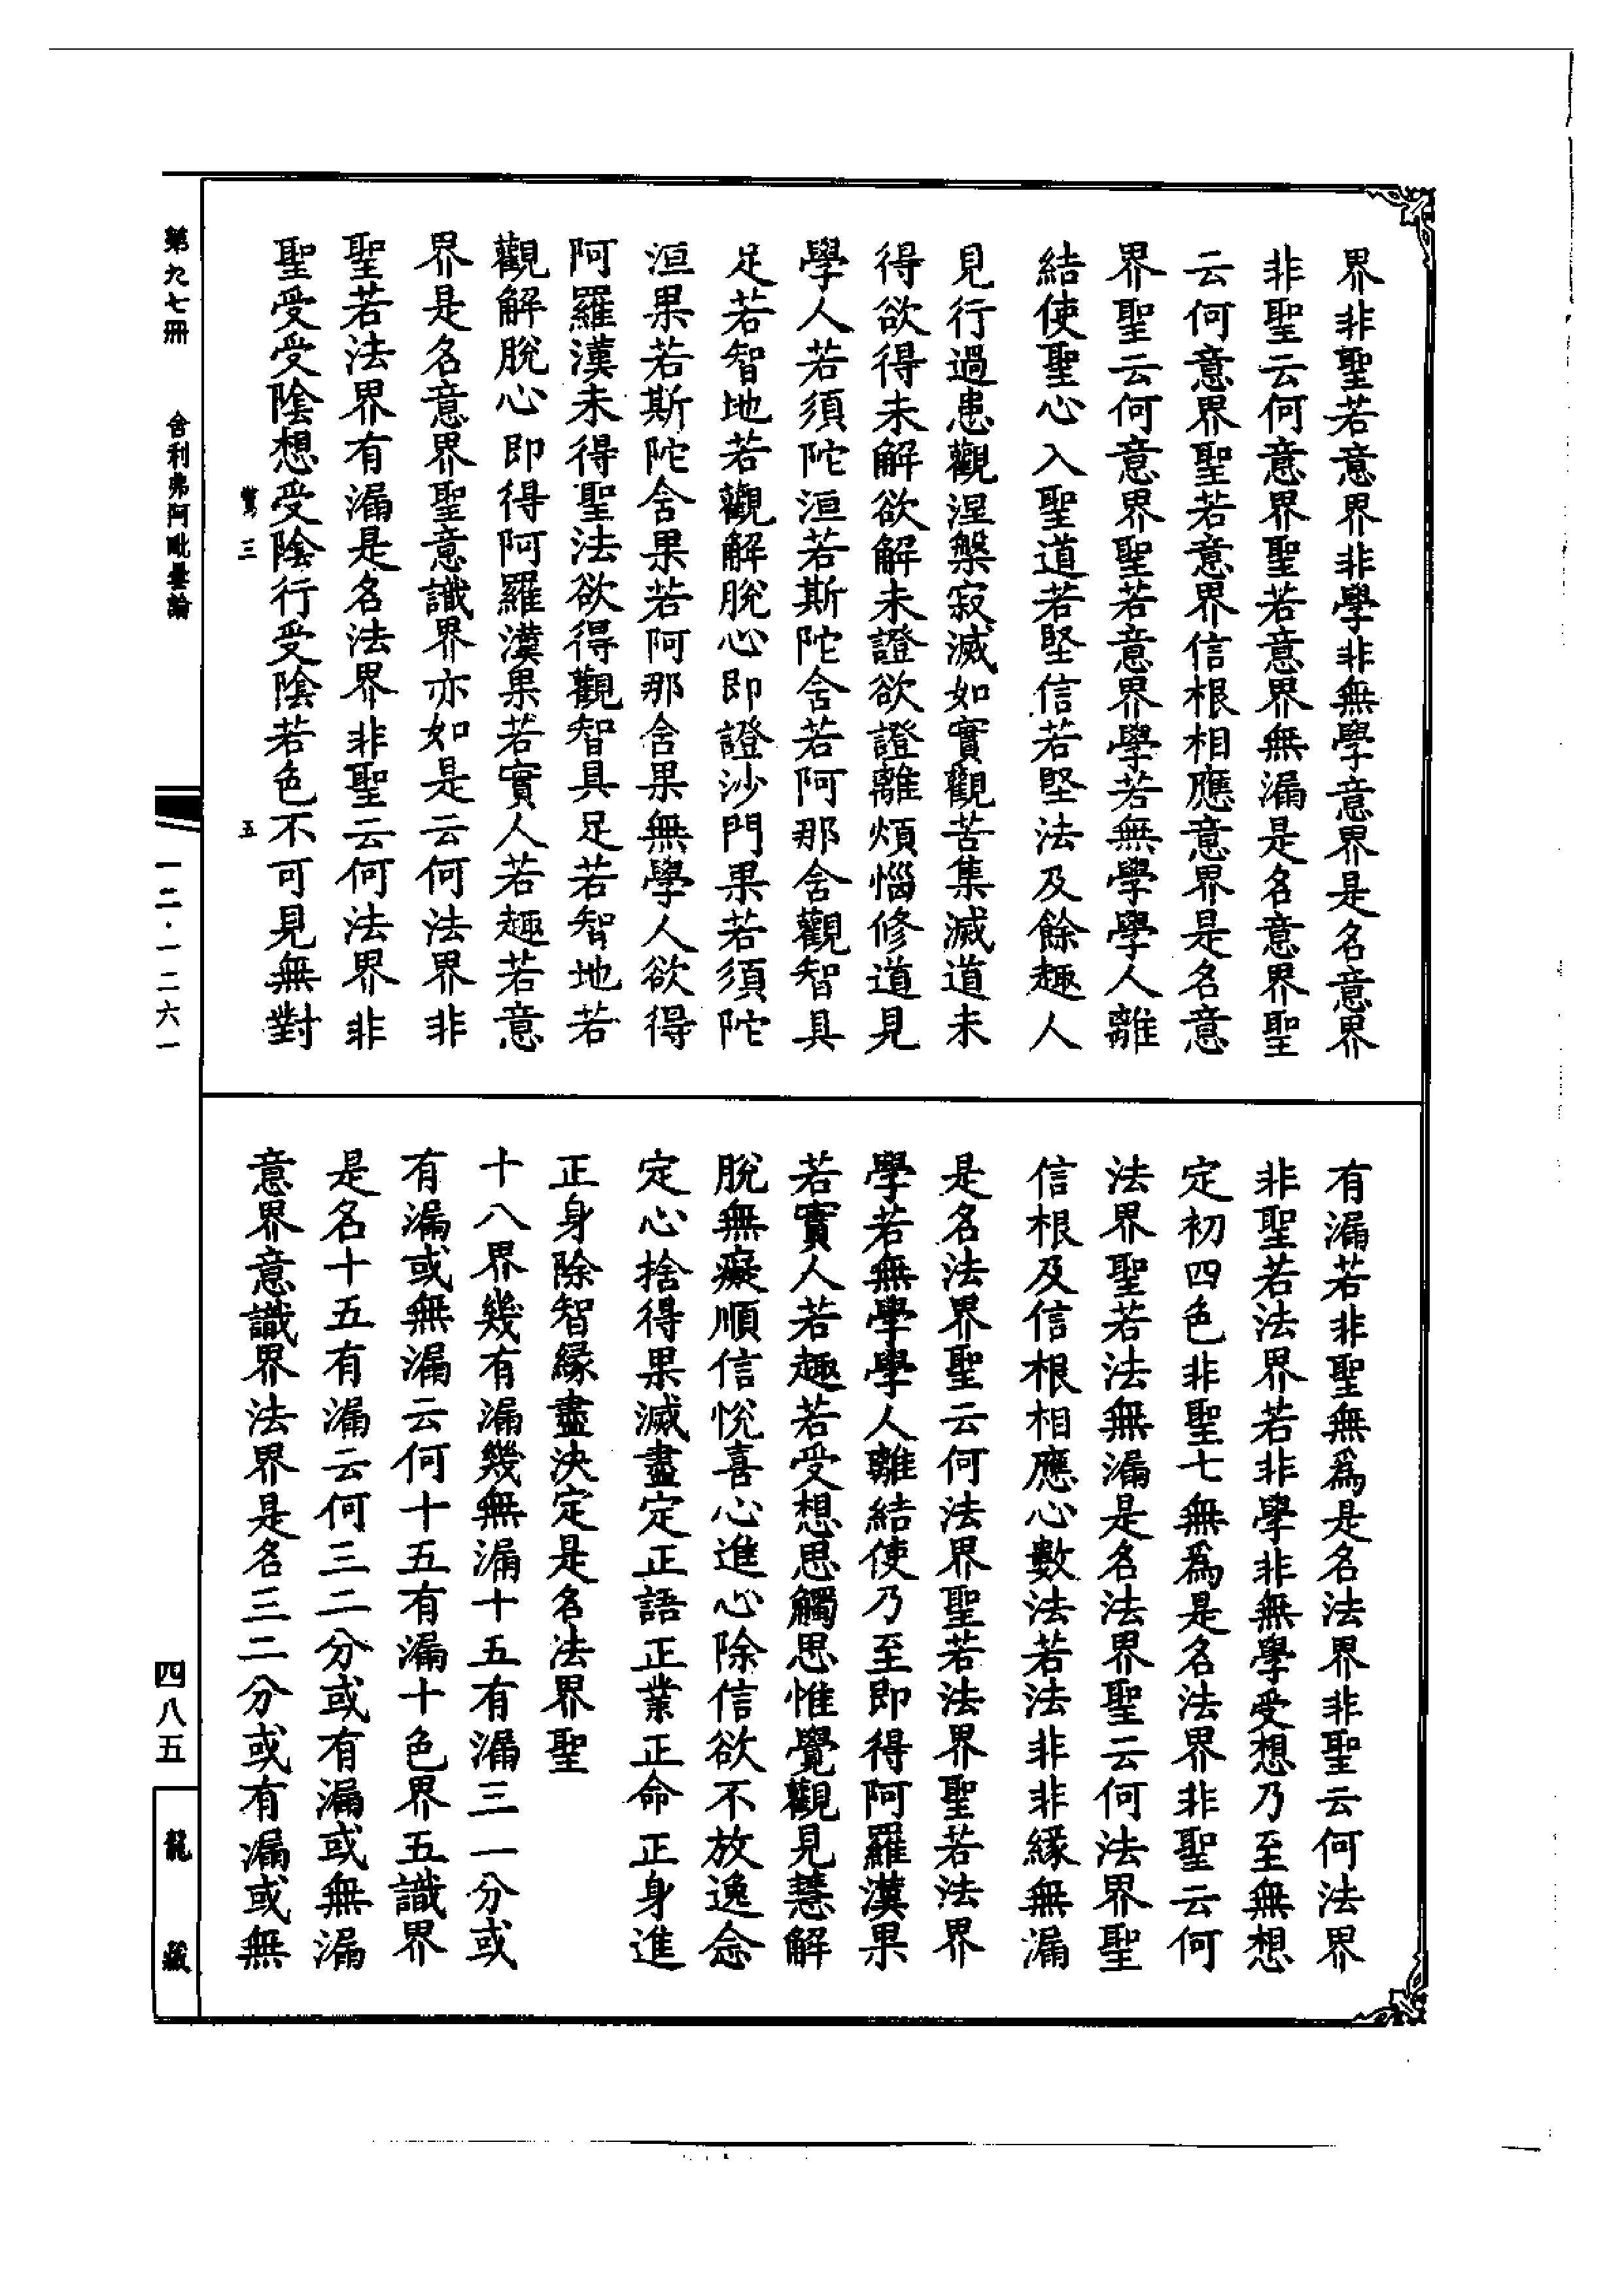 界非聖若意界非學非無學意界是名意界
非聖云何意界聖若意界無漏是名意界聖
云何意界聖若意界信根相應意界是名意
界聖云何意界聖若意界學若無學學人離
結使聖心入聖道若堅信若堅法及餘趣人
見行過患觀涅槃寂滅如實觀苦集滅道未
得欲得未解欲解未證欲證離煩惱修道見
學人若須陀洹若斯陀含若阿那含觀智具
足若智地若觀解脫心即證沙門果若須陀
洹果若斯陀含果若阿那含果無學人欲得
阿羅漢未得聖法欲得觀智具足若智地若
觀解脫心即得阿羅漢果若實人若趣若意
界是名意界聖意識界亦如是云何法界非
聖若法界有漏是名法界非聖云何法界非
聖受受陰想受陰行受陰若色不可見無對
有漏若非聖無為是名法界非聖云何法界
非聖若法界若非學非無學受想乃至無想
定初四色非聖七無為是名法界非聖云何
法界聖若法無漏是名法界聖云何法界聖
信根及信根相應心數法若法非非緣無漏
是名法界聖云何法界聖若法界聖若法界
學若無學學人離結使乃至即得阿羅漢果
若實人若趣若受想思觸思惟覺觀見慧解
脫無癡順信悅喜心進心除信欲不放逸念
定心捨得果滅盡定正語正業正命正身進
正身除智緣盡決定是名法界聖
十八界幾有漏幾無漏十五有漏三一分或
有漏或無漏云何十五有漏十色界五識界
是名十五有漏云何三二分或有漏或無漏
意界意識界法界是名三二分或有漏或無
第九七冊
舍利弗阿毗曇論
鶩三
五
一二·一二六一
四八五
龍藏